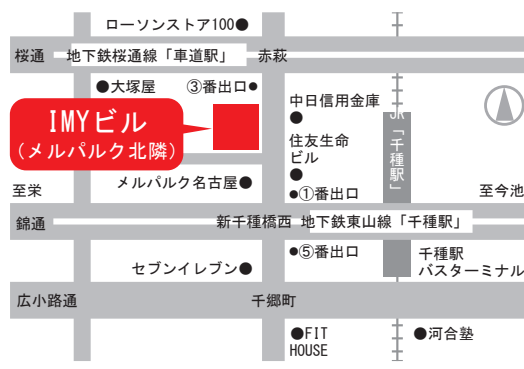 ローソンストア100●
桜通
地下鉄桜通線「車道駅」
赤萩
●大塚屋
③番出口●
中日信用金庫
●
IMYビル
(メルパルク北隣)
住友生命
ビル
●
JR「千種駅」
メルパルク名古屋●
●①番出口
至栄
至今池
錦通
新千種橋西
地下鉄東山線「千種駅」
●⑤番出口
千種駅
バスターミナル
セブンイレブン●
広小路通
千郷町
●FIT
HOUSE
●河合塾